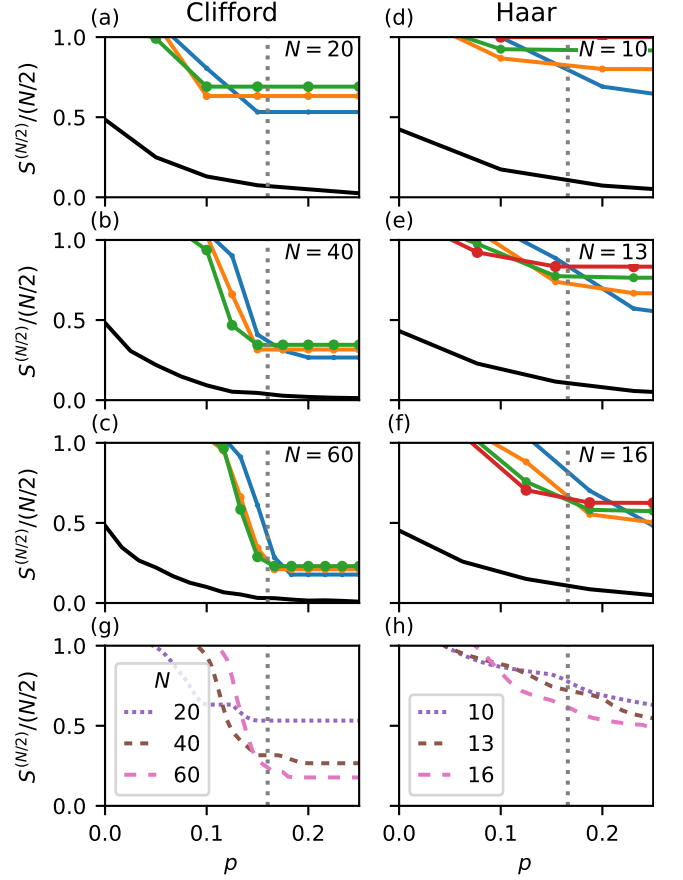 Clifford
Haar
(a)
(d)
1.0
0.5
0.0
S^{(N/2)}/(N/2)
N = 20
N = 10
(b)
(e)
1.0
0.5
0.0
S^{(N/2)}/(N/2)
N = 40
N = 13
(c)
(f)
1.0
0.5
0.0
S^{(N/2)}/(N/2)
N = 60
N = 16
(g)
(h)
1.0
0.5
0.0
S^{(N/2)}/(N/2)
N
20
40
60
10
13
16
0.0 0.1 0.2
0.0 0.1 0.2
p
p